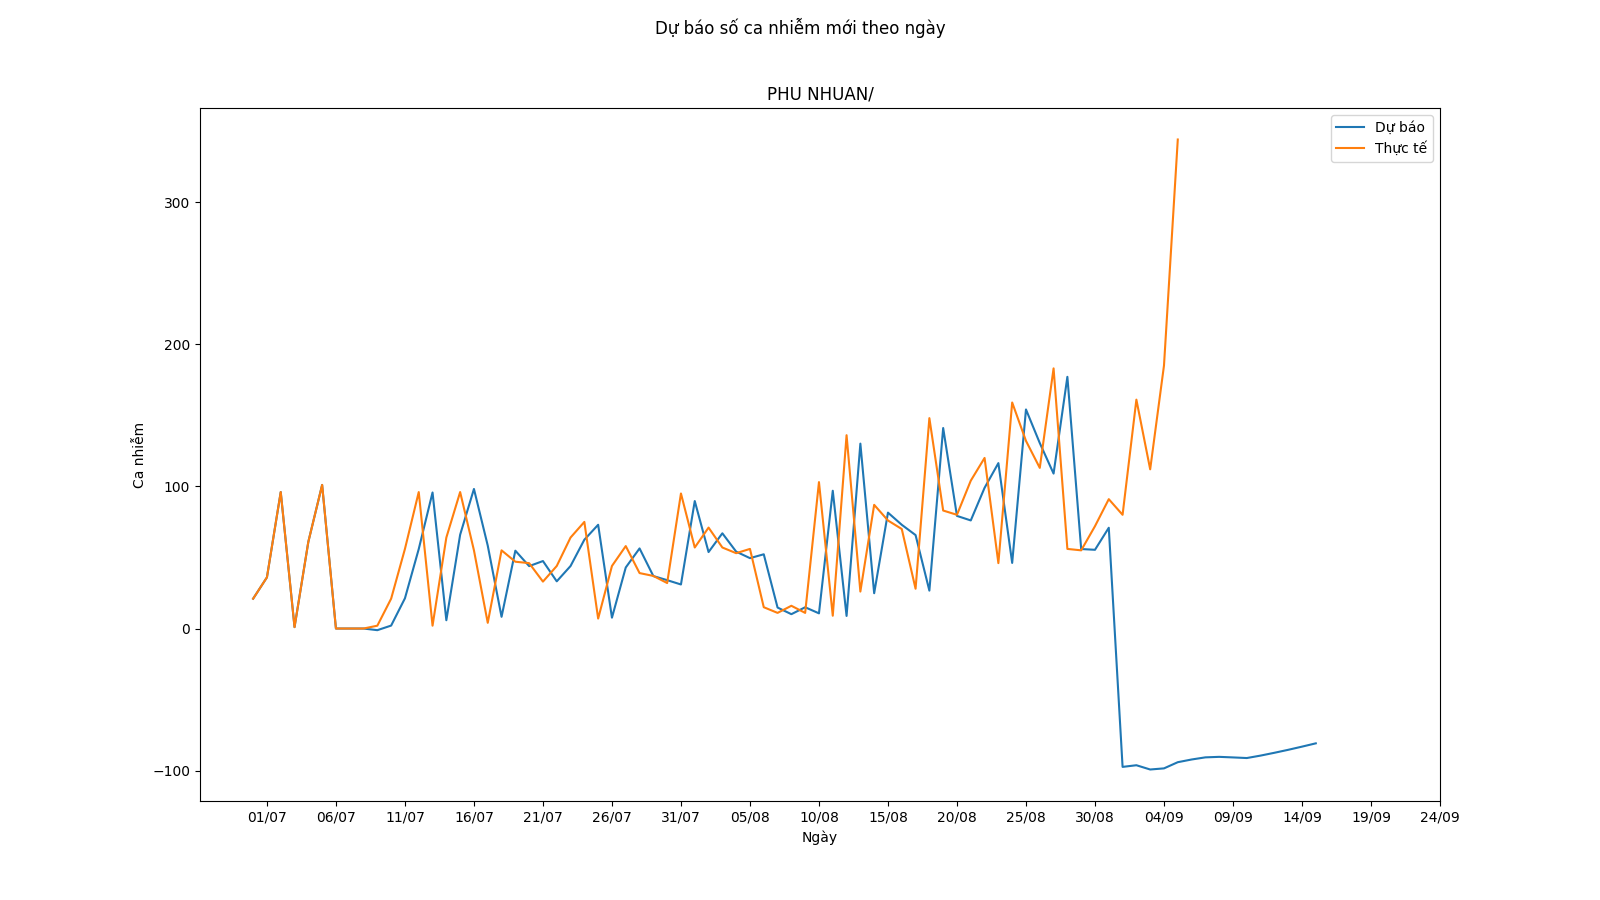 Dự báo số ca nhiễm mới theo ngày
PHU NHUAN/
Dự báo
Thực tế
300
200
100
0
−100
Ca nhiễm
01/07 06/07 11/07 16/07 21/07 26/07 31/07 05/08 10/08 15/08 20/08 25/08 30/08 04/09 09/09 14/09 19/09 24/09
Ngày